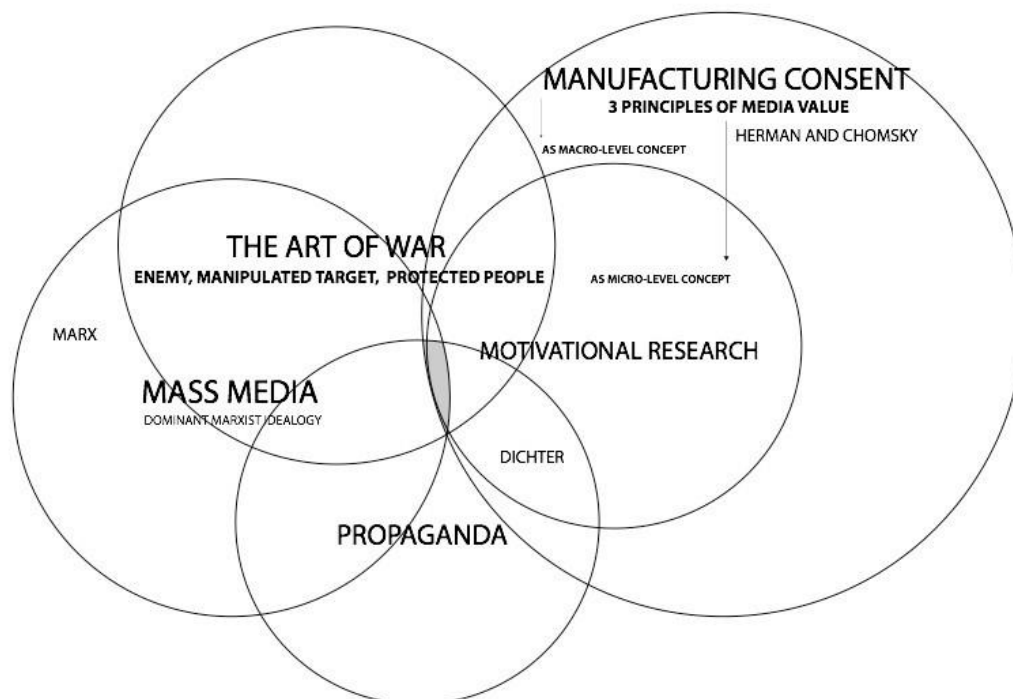 MANUFACTURING CONSENT
3 PRINCIPLES OF MEDIA VALUE
HERMAN AND CHOMSKY
AS MACRO-LEVEL CONCEPT
THE ART OF WAR
ENEMY, MANIPULATED TARGET, PROTECTED PEOPLE
AS MICRO-LEVEL CONCEPT
MARX
MOTIVATIONAL RESEARCH
MASS MEDIA
DOMINANT MARXIST IDEALOGY
DICHTER
PROPAGANDA